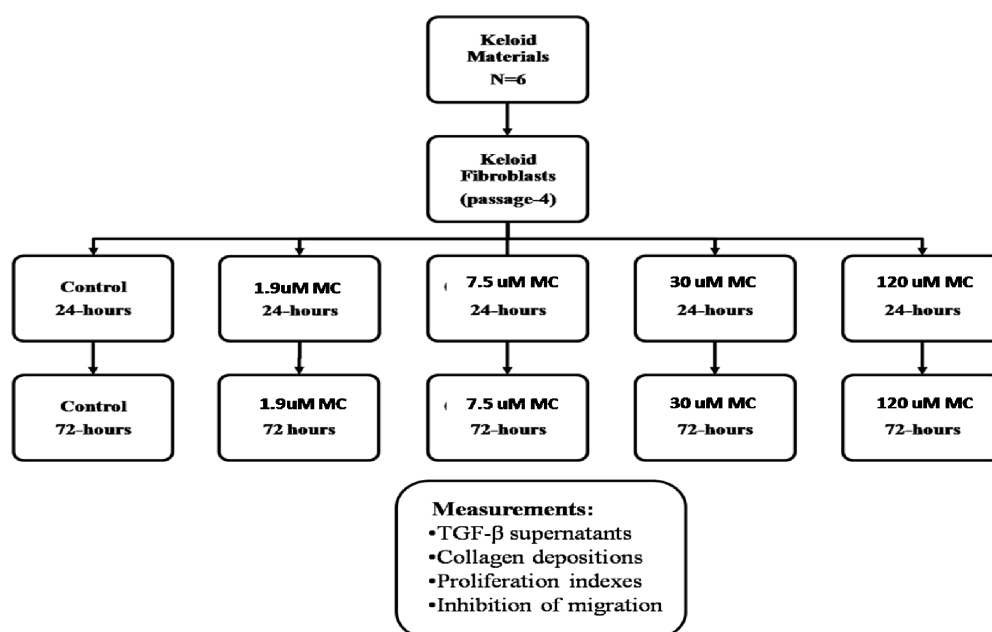 Keloid
Materials
N=6
Keloid
Fibroblasts
(passage-4)
Control
24-hours
1.9uM MC
24-hours
7.5 uM MC
24-hours
30 uM MC
24-hours
120 uM MC
24-hours
Control
72-hours
1.9uM MC
72 hours
7.5 uM MC
72-hours
30 uM MC
72-hours
120 uM MC
72-hours
Measurements:
•TGF-β supernatants
•Collagen depositions
•Proliferation indexes
•Inhibition of migration